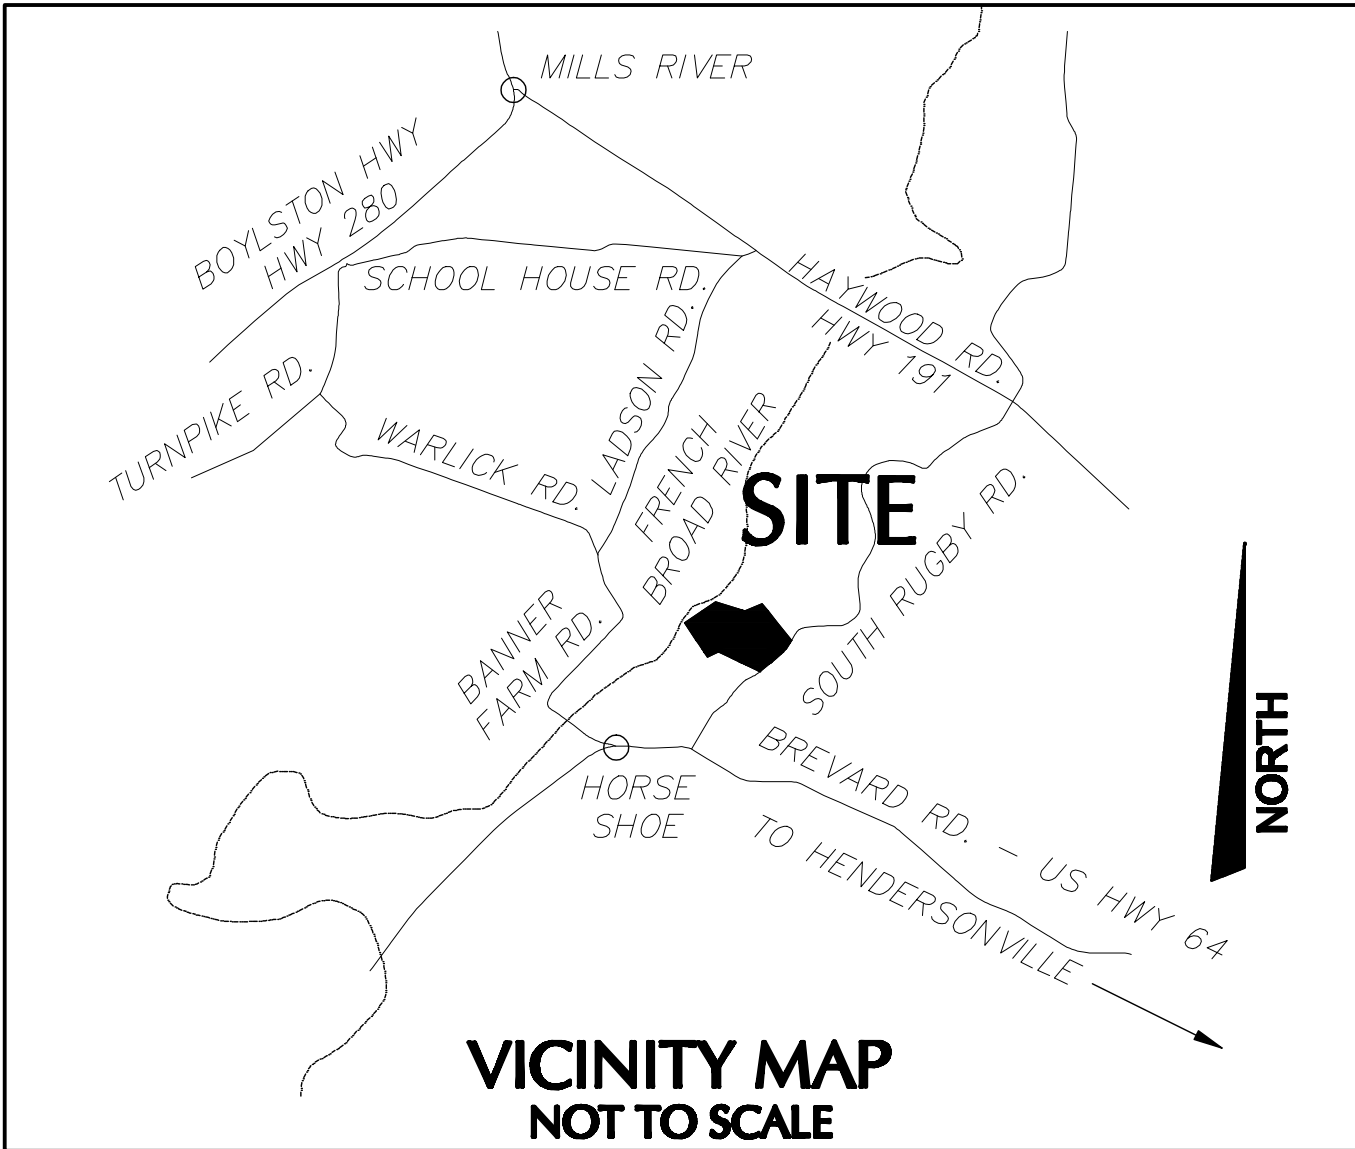 MILLS RIVER
BOYLSTON HWY
HWY 280
SCHOOL HOUSE RD.
HAYWOOD RD.
HWY 191
LADSON RD.
TURNPIKE RD.
WARLICK RD.
FRENCH
BROAD RIVER
SITE
SOUTH RUGBY RD.
BANNER
FARM RD.
NORTH
HORSE
SHOE
BREVARD RD. - US HWY 64
TO HENDERSONVILLE
VICINITY MAP
NOT TO SCALE